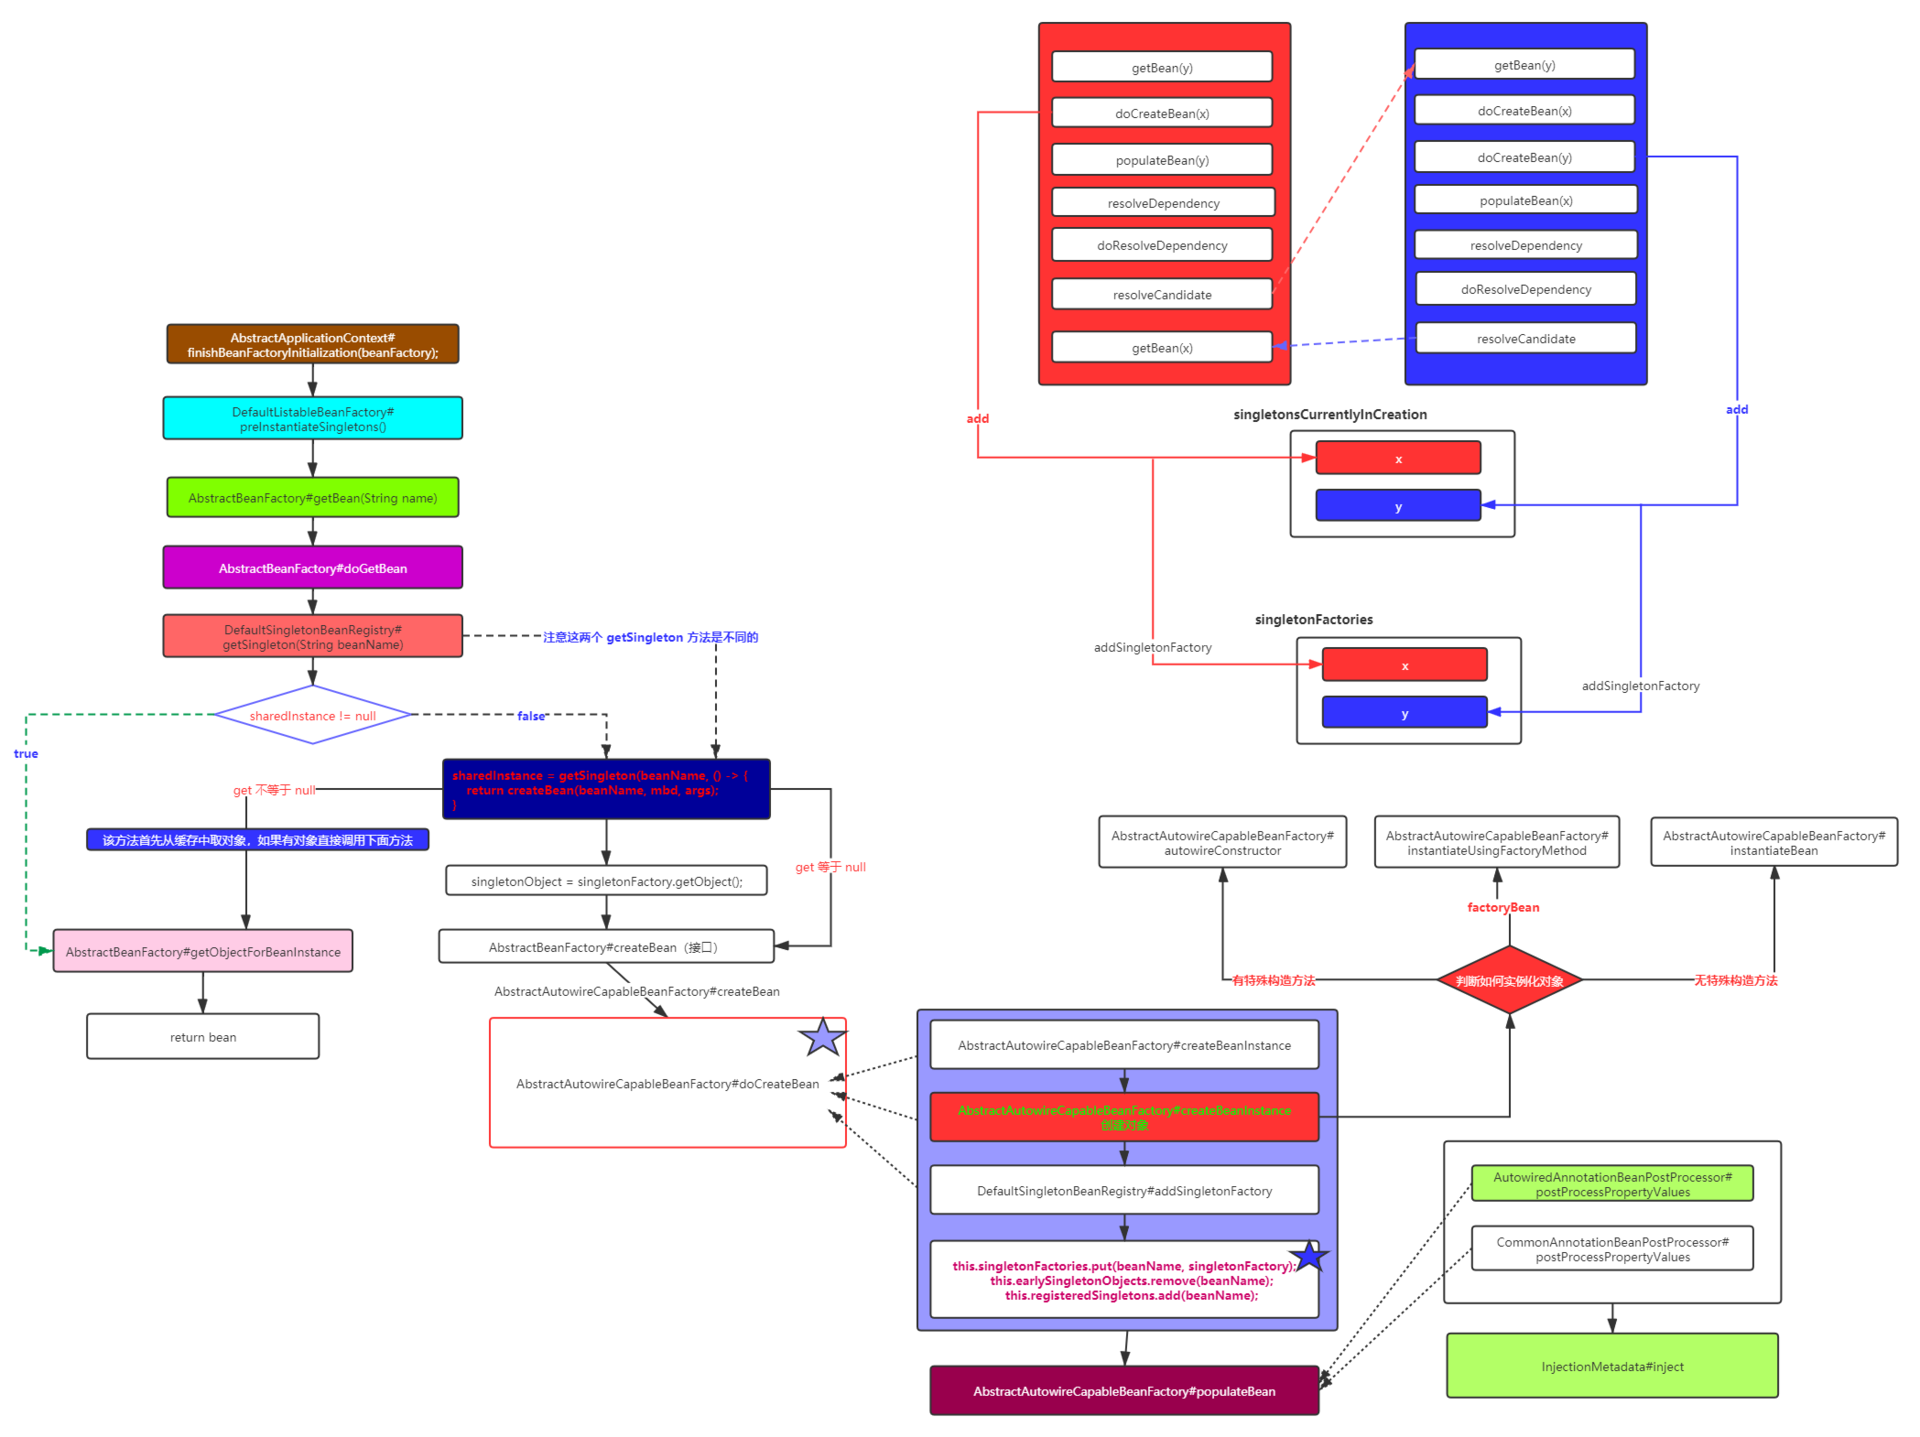 getBean(y)
doCreateBean(x)
populateBean(y)
resolveDependency
doResolveDependency
resolveCandidate
getBean(x)
getBean(y)
doCreateBean(x)
doCreateBean(y)
populateBean(x)
resolveDependency
doResolveDependency
resolveCandidate
add
add
singletonsCurrentlyInCreation
x
y
singletonFactories
addSingletonFactory
x
addSingletonFactory
y
AbstractApplicationContext#
finishBeanFactoryInitialization(beanFactory);
DefaultListableBeanFactory#
preInstantiateSingletons()
AbstractBeanFactory#getBean(String name)
AbstractBeanFactory#doGetBean
DefaultSingletonBeanRegistry#
getSingleton(String beanName)
注意这两个 getSingleton 方法是不同的
sharedInstance != null
false
true
sharedInstance = getSingleton(beanName, () -> {
return createBean(beanName, mbd, args);
}
get 不等于 null
该方法首先从缓存中取对象，如果有对象直接调用下面方法
get 等于 null
singletonObject = singletonFactory.getObject();
AbstractBeanFactory#createBean（接口）
AbstractBeanFactory#getObjectForBeanInstance
return bean
AbstractAutowireCapableBeanFactory#createBean
AbstractAutowireCapableBeanFactory#doCreateBean
AbstractAutowireCapableBeanFactory#
autowireConstructor
AbstractAutowireCapableBeanFactory#
instantiateUsingFactoryMethod
AbstractAutowireCapableBeanFactory#
instantiateBean
factoryBean
有特殊构造方法
判断如何实例化对象
无特殊构造方法
AbstractAutowireCapableBeanFactory#createBeanInstance
AbstractAutowireCapableBeanFactory#createBeanInstance
创建对象
DefaultSingletonBeanRegistry#addSingletonFactory
this.singletonFactories.put(beanName, singletonFactory);
this.earlySingletonObjects.remove(beanName);
this.registeredSingletons.add(beanName);
AbstractAutowireCapableBeanFactory#populateBean
AutowiredAnnotationBeanPostProcessor#
postProcessPropertyValues
CommonAnnotationBeanPostProcessor#
postProcessPropertyValues
InjectionMetadata#inject